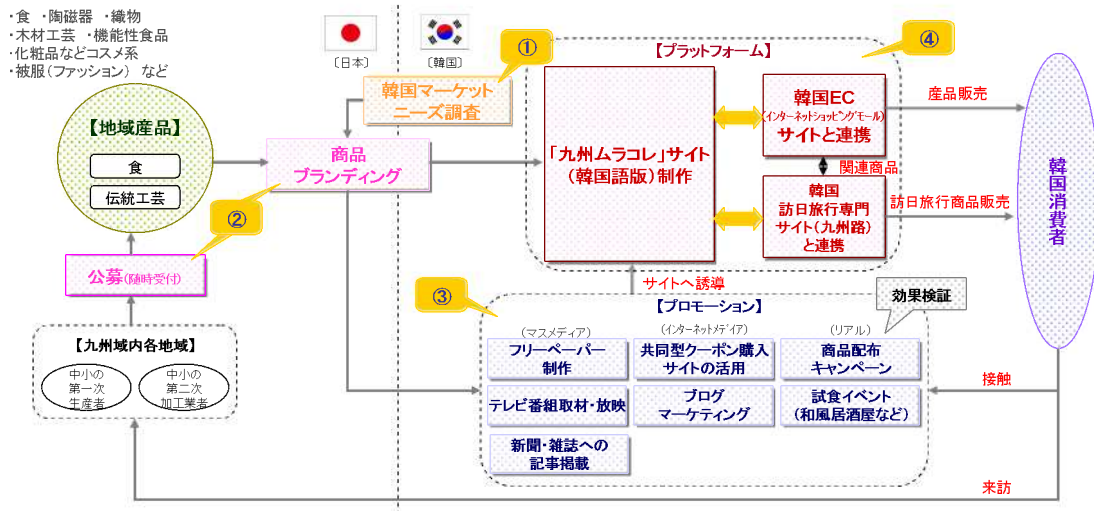 ・食 ・陶磁器 ・織物
・木材工芸 ・機能性食品
・化粧品などコスメ系
・被服(ファッション) など
〔日本〕
〔韓国〕
①
韓国マーケット
ニーズ調査
【地域産品】
食
伝統工芸
②
商品
ブランディング
公募(随時受付)
【九州域内各地域】
中小の
第一次
生産者
中小の
第二次
加工業者
【プラットフォーム】
④
「九州ムラコレ」サイト
(韓国語版)制作
韓国EC
(インターネットショッピングモール)
サイトと連携
関連商品
韓国
訪日旅行専門
サイト(九州路)
と連携
産品販売
訪日旅行商品販売
韓国消費者
サイトへ誘導
③
【プロモーション】
効果検証
(マスメディア)
フリーペーパー
制作
テレビ番組取材・放映
新聞・雑誌への
記事掲載
(インターネットメディア)
共同型クーポン購入
サイトの活用
ブログ
マーケティング
(リアル)
商品配布
キャンペーン
試食イベント
(和風居酒屋など)
接触
来訪